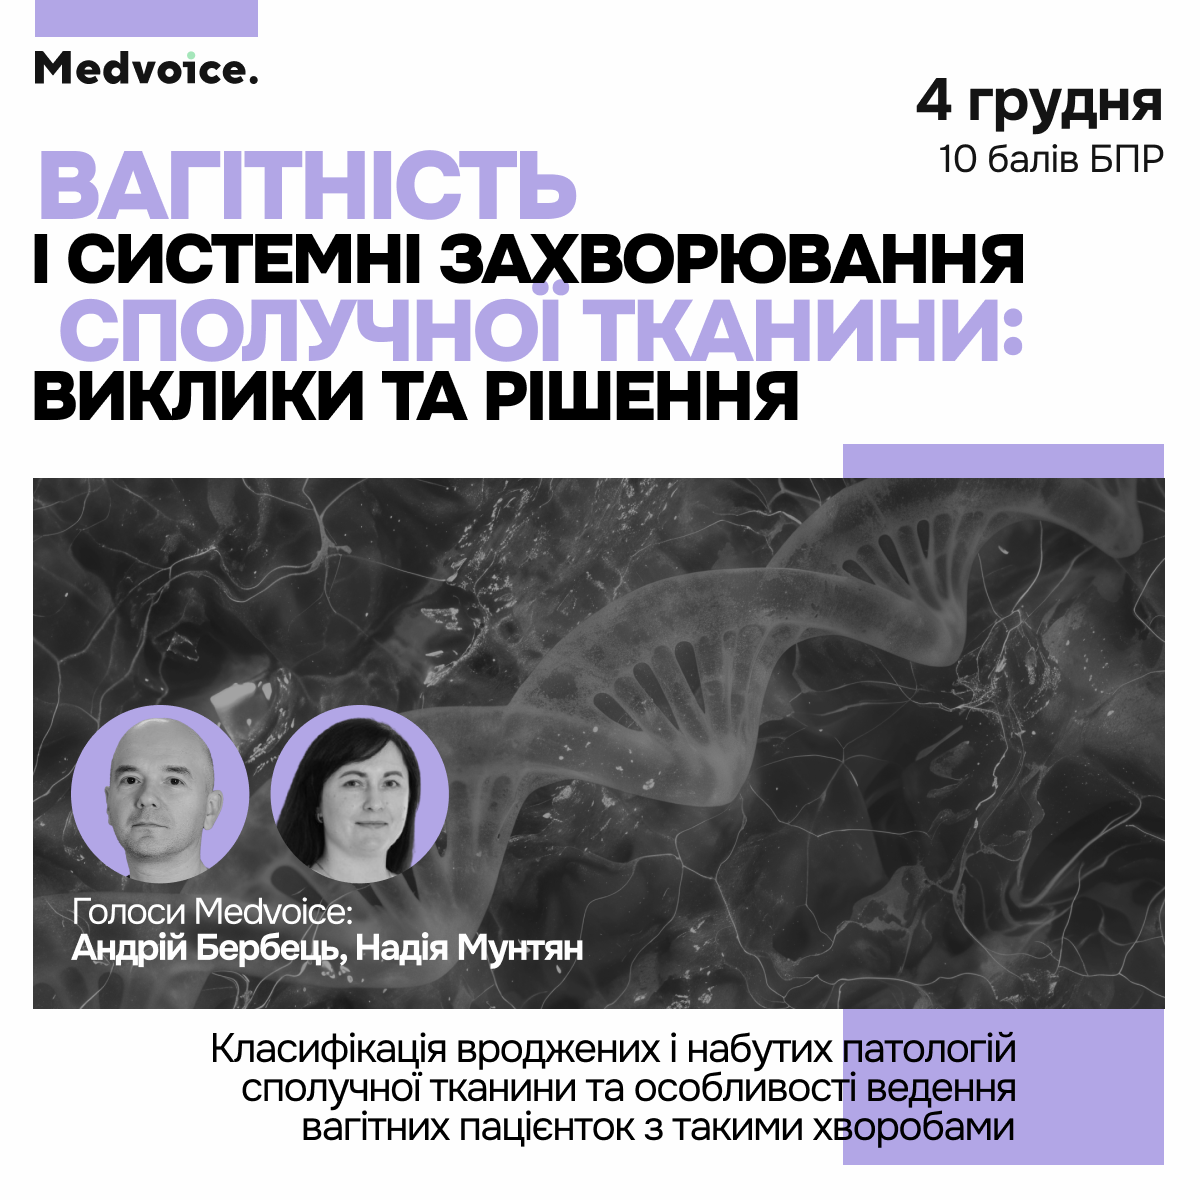 Medvoice.
4 грудня
10 балів БПР
ВАГІТНІСТЬ
І СИСТЕМНІ ЗАХВОРЮВАННЯ
СПОЛУЧНОЇ ТКАНИНИ:
ВИКЛИКИ ТА РІШЕННЯ
Голоси Medvoice:
Андрій Бербець, Надія Мунтян
Класифікація вроджених і набутих патологій
сполучної тканини та особливості ведення
вагітних пацієнток з такими хворобами